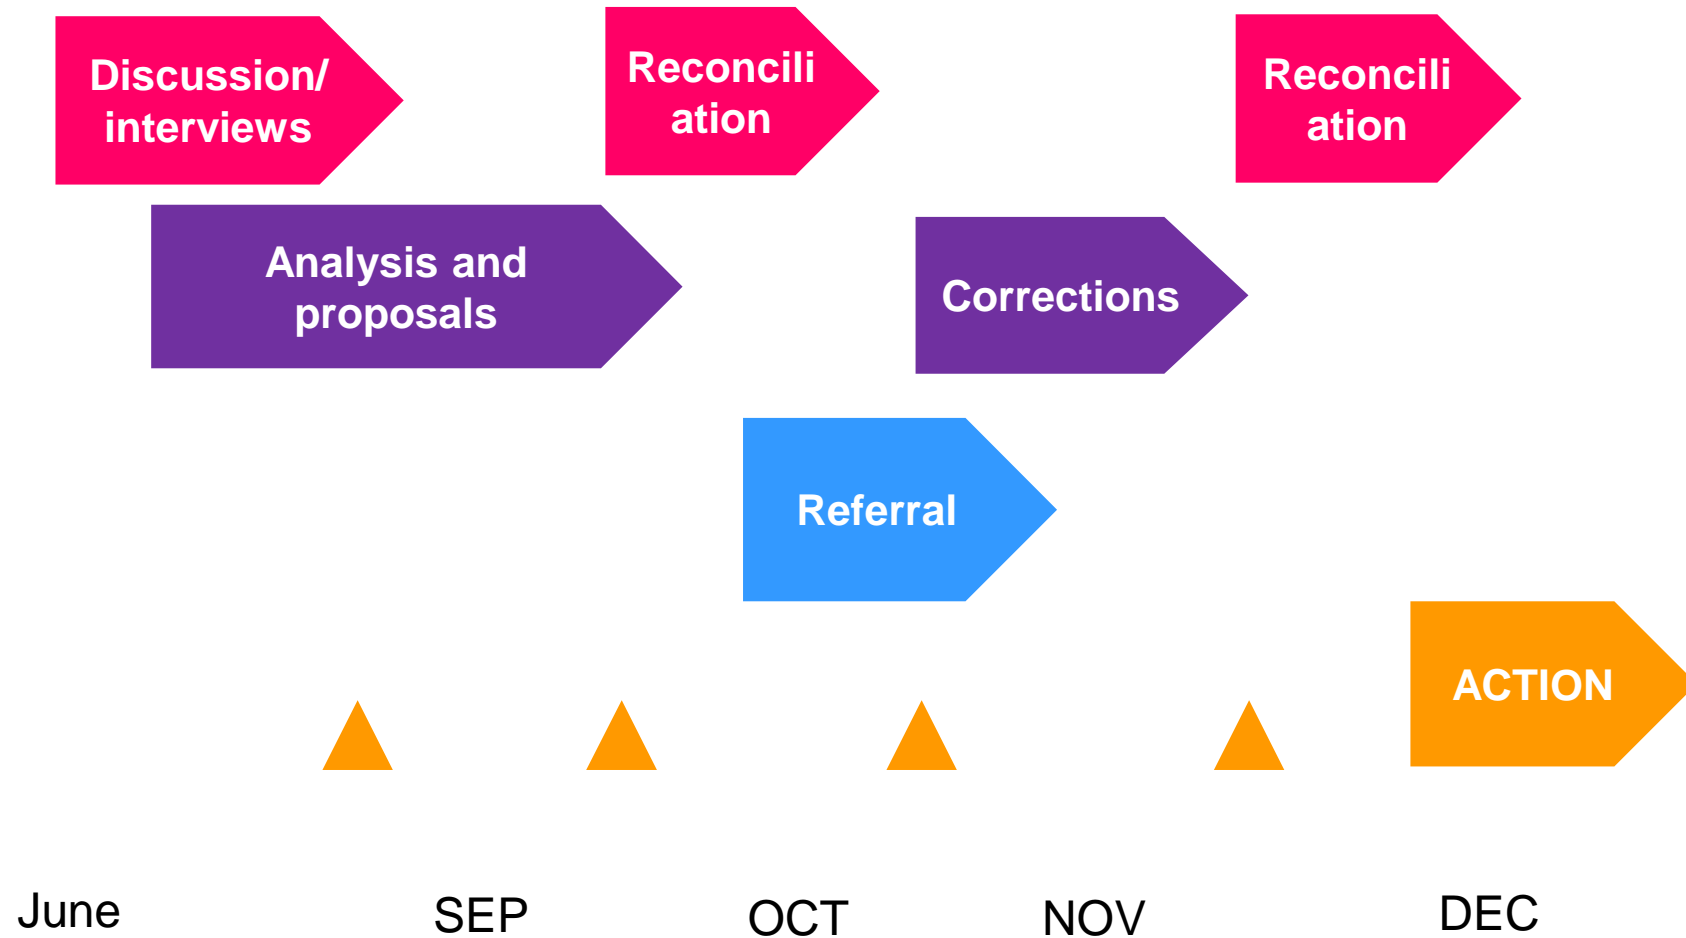 Discussion/
interviews
Reconcili
ation
Reconcili
ation
Analysis and
proposals
Corrections
Referral
ACTION
June
SEP
OCT
NOV
DEC